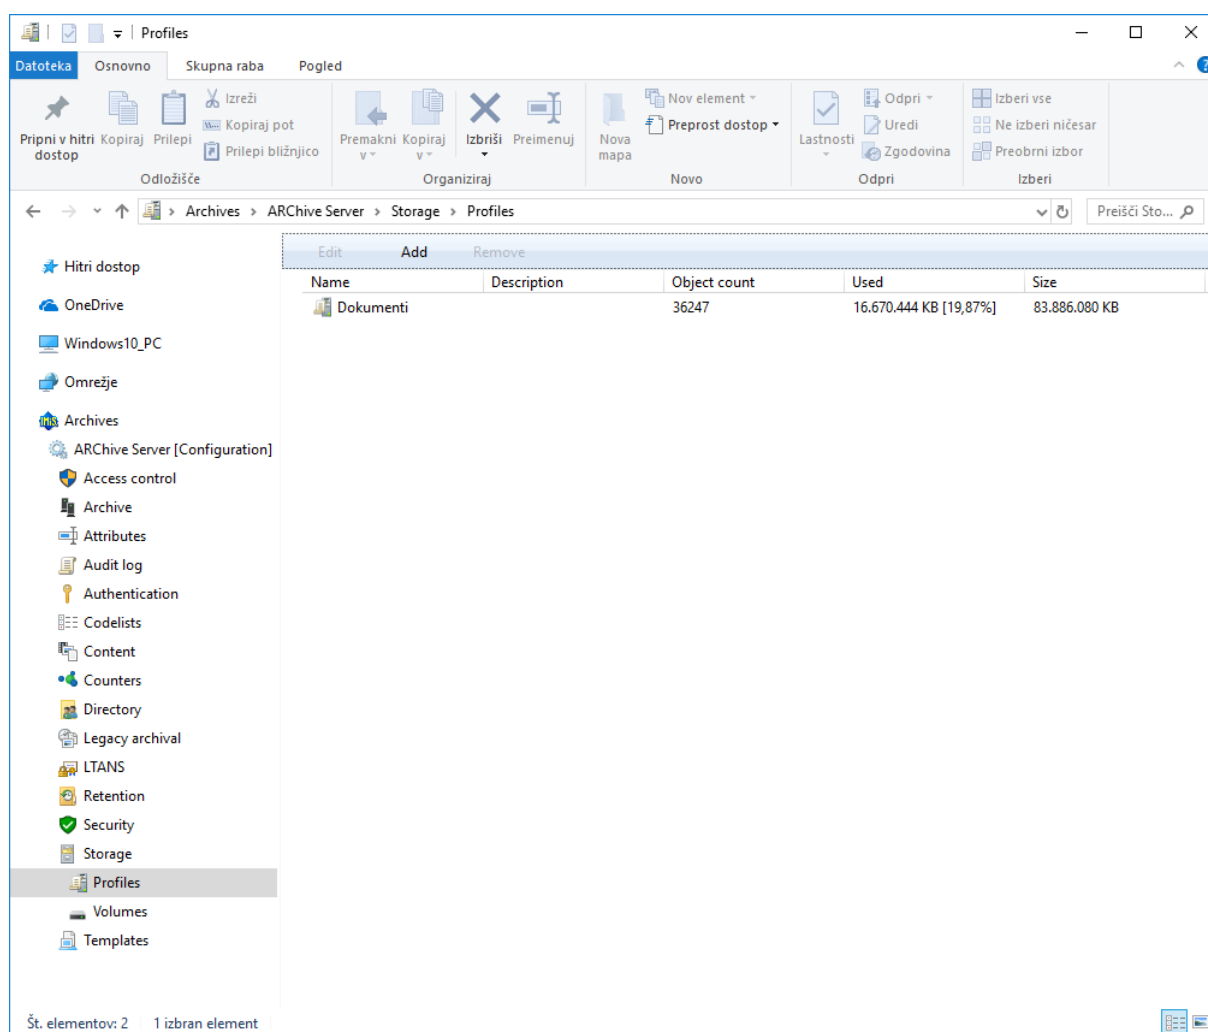 Profiles
Datoteka Osnovno Skupna raba Pogled
Pripni v hitri dostop Kopiraj Prilepi
Izreži
Kopiraj pot
Prilepi bližnjico
Odložišče
Premakni v Kopiraj v Izbriši Preimenuj
Organiziraj
Nova mapa
Nov element
Preprost dostop
Novo
Lastnosti
Odpri
Uredi
Zgodovina
Odpri
Izberi vse
Ne izberi ničesar
Preobrni izbor
Izberi
Archives > ARChive Server > Storage > Profiles
Preišči Sto...
Hitri dostop
OneDrive
Windows10_PC
Omrežje
Archives
ARChive Server [Configuration]
Access control
Archive
Attributes
Audit log
Authentication
Codelists
Content
Counters
Directory
Legacy archival
LTANS
Retention
Security
Storage
Profiles
Volumes
Templates
Edit Add Remove
Name Description Object count Used Size
Dokumenti 36247 16.670.444 KB [19,87%] 83.886.080 KB
Št. elementov: 2 1 izbran element